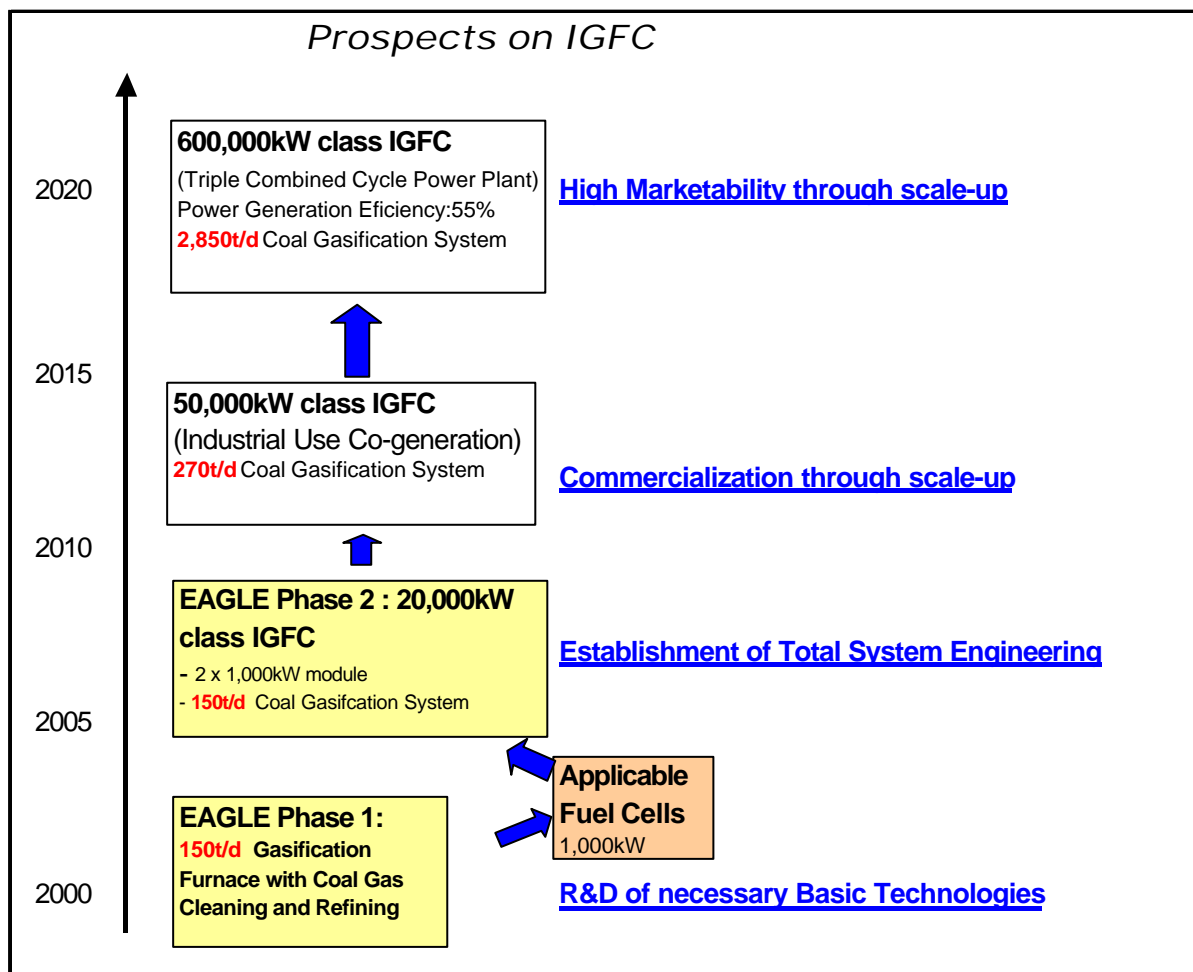 Prospects on IGFC
600,000kW class IGFC
(Triple Combined Cycle Power Plant)
Power Generation Eficiency:55%
2,850t/d Coal Gasification System
2020
High Marketability through scale-up
2015
50,000kW class IGFC
(Industrial Use Co-generation)
270t/d Coal Gasification System
Commercialization through scale-up
2010
EAGLE Phase 2 : 20,000kW
class IGFC
- 2 x 1,000kW module
- 150t/d Coal Gasifcation System
Establishment of Total System Engineering
2005
Applicable
Fuel Cells
1,000kW
EAGLE Phase 1:
150t/d Gasification
Furnace with Coal Gas
Cleaning and Refining
2000
R&D of necessary Basic Technologies